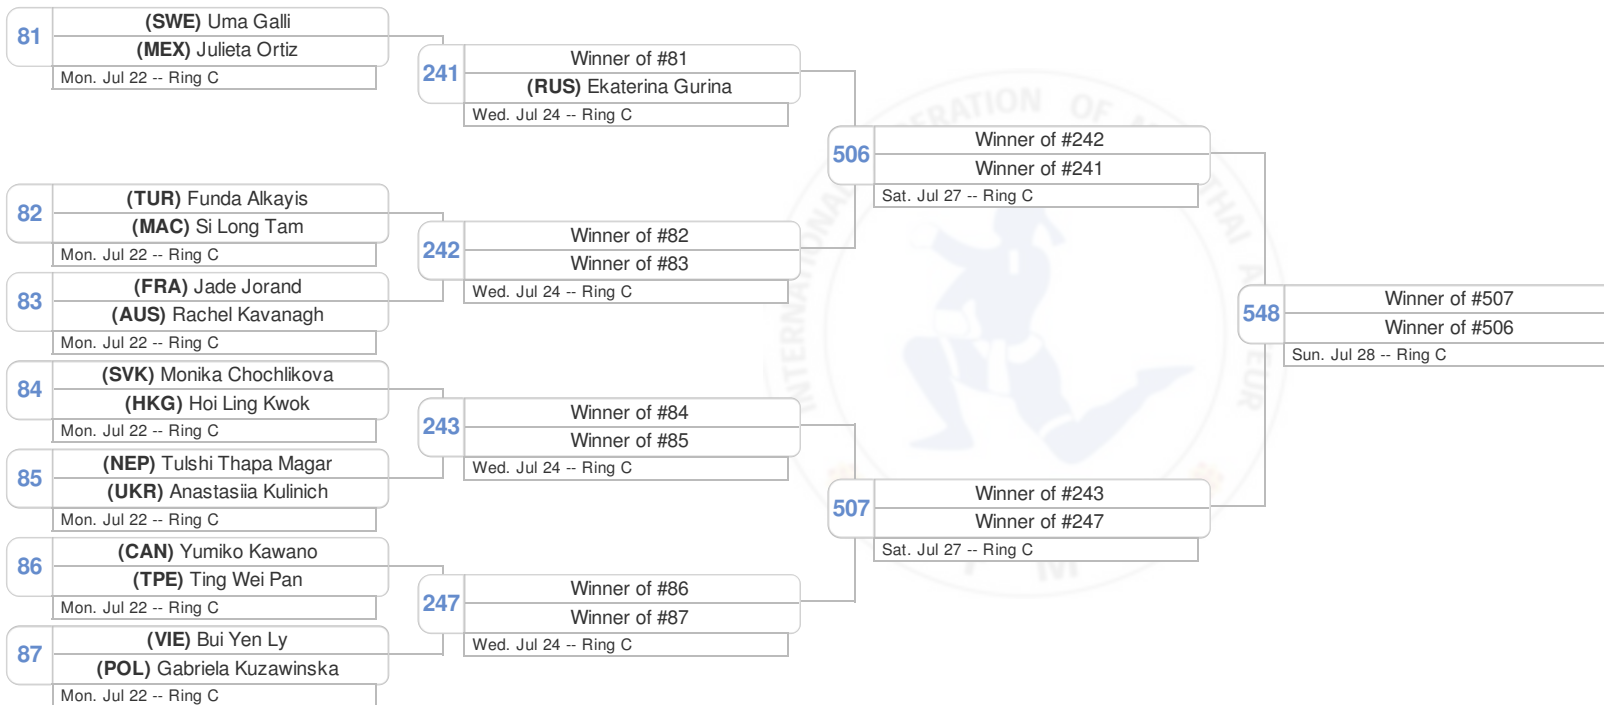 81
(SWE) Uma Galli
(MEX) Julieta Ortiz
Mon. Jul 22 -- Ring C
241
Winner of #81
(RUS) Ekaterina Gurina
Wed. Jul 24 -- Ring C
506
Winner of #242
Winner of #241
Sat. Jul 27 -- Ring C
82
(TUR) Funda Alkayis
(MAC) Si Long Tam
Mon. Jul 22 -- Ring C
242
Winner of #82
Winner of #83
Wed. Jul 24 -- Ring C
83
(FRA) Jade Jorand
(AUS) Rachel Kavanagh
Mon. Jul 22 -- Ring C
548
Winner of #507
Winner of #506
Sun. Jul 28 -- Ring C
84
(SVK) Monika Chochlikova
(HKG) Hoi Ling Kwok
Mon. Jul 22 -- Ring C
243
Winner of #84
Winner of #85
Wed. Jul 24 -- Ring C
85
(NEP) Tulshi Thapa Magar
(UKR) Anastasiia Kulinich
Mon. Jul 22 -- Ring C
507
Winner of #243
Winner of #247
Sat. Jul 27 -- Ring C
86
(CAN) Yumiko Kawano
(TPE) Ting Wei Pan
Mon. Jul 22 -- Ring C
247
Winner of #86
Winner of #87
Wed. Jul 24 -- Ring C
87
(VIE) Bui Yen Ly
(POL) Gabriela Kuzawinska
Mon. Jul 22 -- Ring C